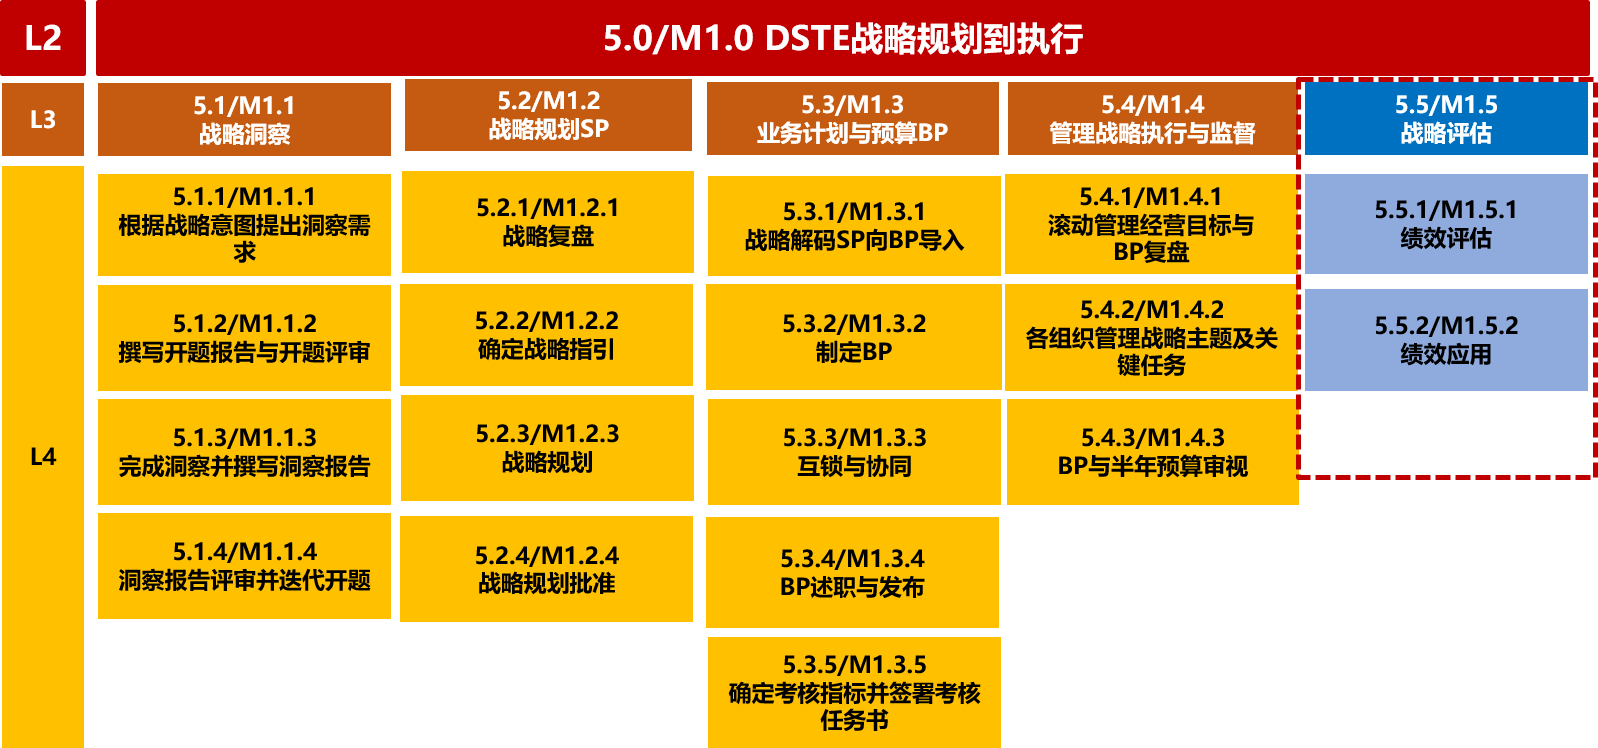 L2
5.0/M1.0 DSTE战略规划到执行
L3
5.1/M1.1
战略洞察
5.2/M1.2
战略规划SP
5.3/M1.3
业务计划与预算BP
5.4/M1.4
管理战略执行与监督
5.5/M1.5
战略评估
L4
5.1.1/M1.1.1
根据战略意图提出洞察需
求
5.1.2/M1.1.2
撰写开题报告与开题评审
5.1.3/M1.1.3
完成洞察并撰写洞察报告
5.1.4/M1.1.4
洞察报告评审并迭代开题
5.2.1/M1.2.1
战略复盘
5.2.2/M1.2.2
确定战略指引
5.2.3/M1.2.3
战略规划
5.2.4/M1.2.4
战略规划批准
5.3.1/M1.3.1
战略解码SP向BP导入
5.3.2/M1.3.2
制定BP
5.3.3/M1.3.3
互锁与协同
5.3.4/M1.3.4
BP述职与发布
5.3.5/M1.3.5
确定考核指标并签署考核
任务书
5.4.1/M1.4.1
滚动管理经营目标与
BP复盘
5.4.2/M1.4.2
各组织管理战略主题及关
键任务
5.4.3/M1.4.3
BP与半年预算审视
5.5.1/M1.5.1
绩效评估
5.5.2/M1.5.2
绩效应用